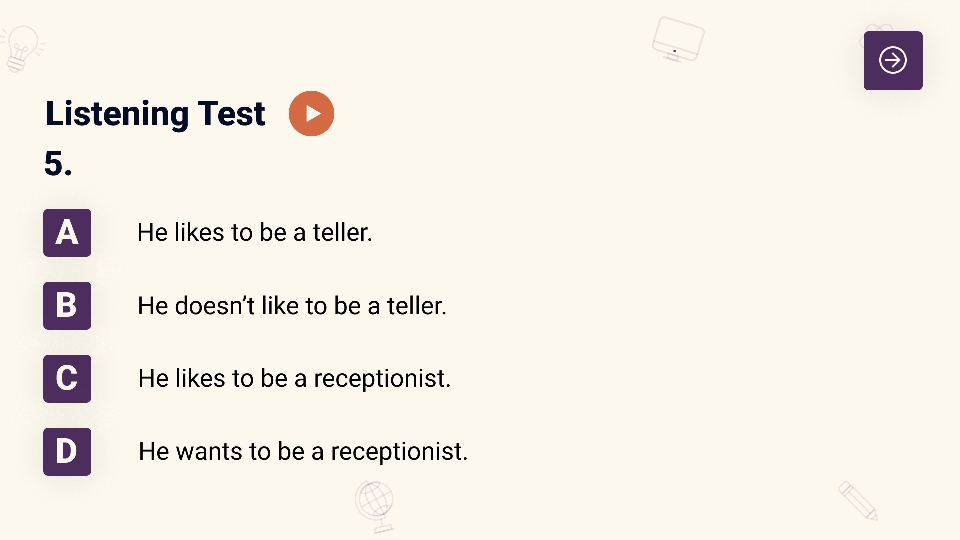 Listening Test
5.
A He likes to be a teller.
B He doesn’t like to be a teller.
C He likes to be a receptionist.
D He wants to be a receptionist.